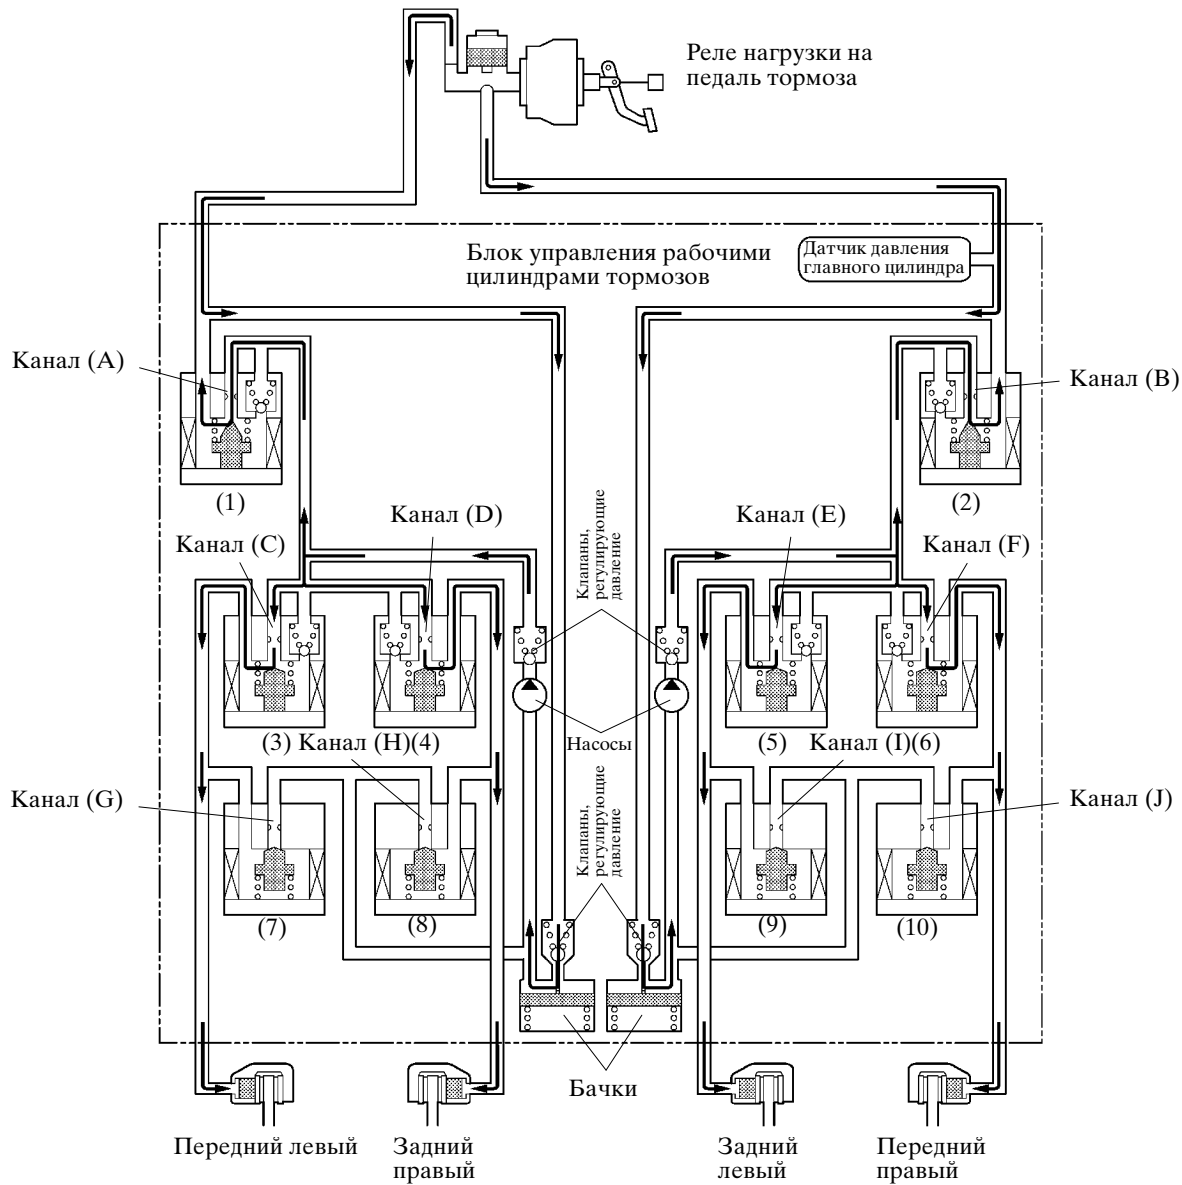 Реле нагрузки на
педаль тормоза
Блок управления рабочими
цилиндрами тормозов
Датчик давления
главного цилиндра
Канал (A)
Канал (B)
(1)
(2)
Канал (C)
Канал (D)
Клапаны,
регулирующие
давление
Канал (E)
Канал (F)
(3) Канал (H)(4)
Насосы
(5) Канал (I)(6)
Канал (G)
Клапаны,
регулирующие
давление
Канал (J)
(7)
(8)
(9)
(10)
Бачки
Передний левый
Задний
правый
Задний
левый
Передний
правый